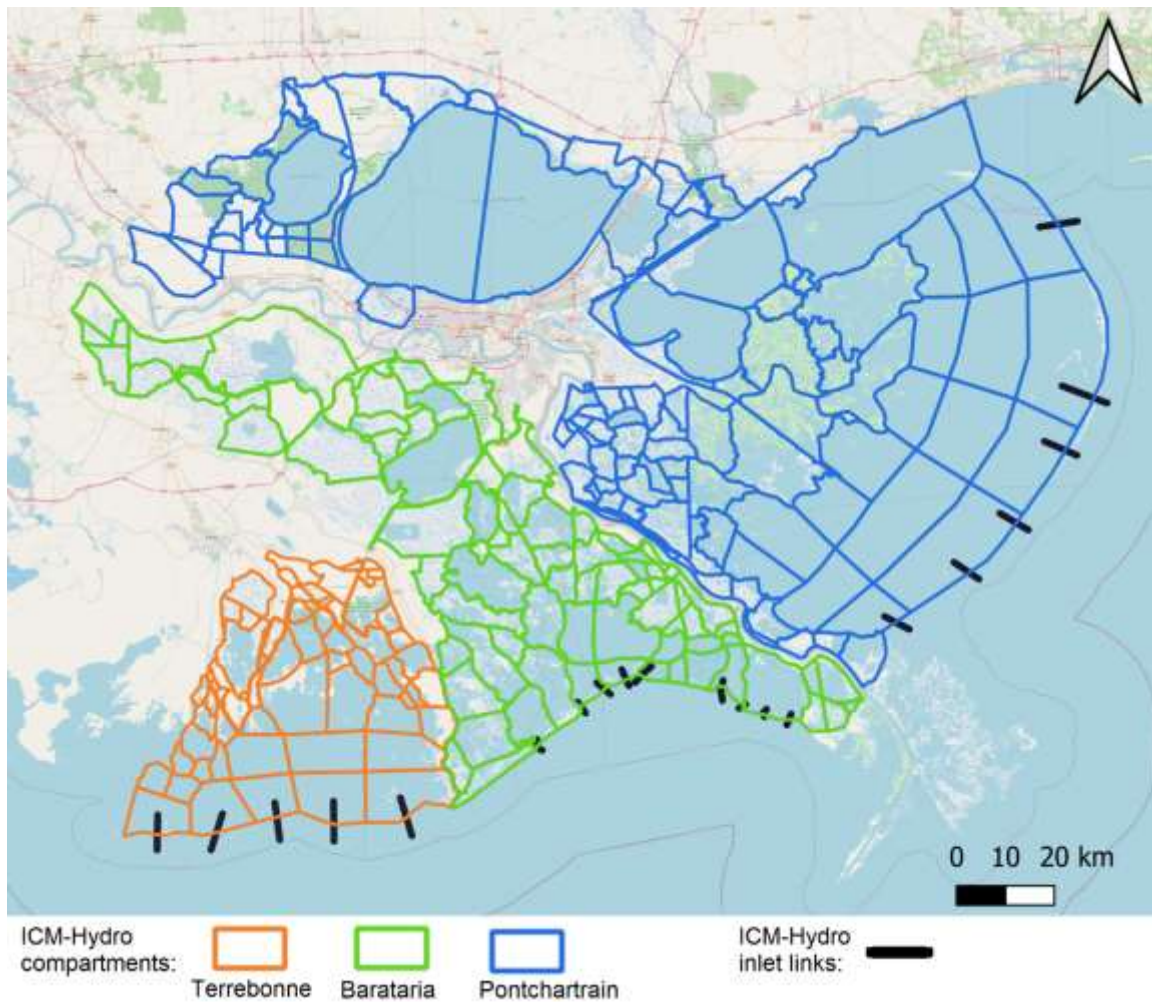 0 10 20 km
ICM-Hydro
compartments:
Terrebonne Barataria Pontchartrain
ICM-Hydro
inlet links: